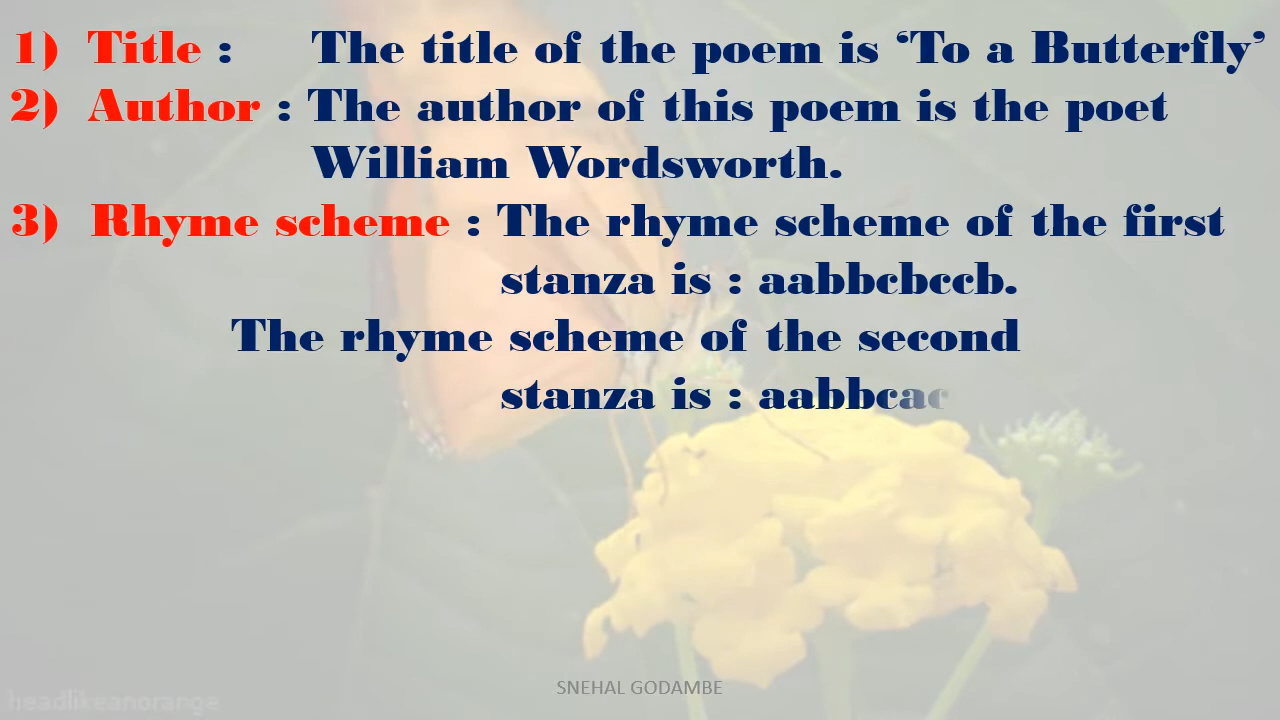 1) Title : The title of the poem is ‘To a Butterfly’
2) Author : The author of this poem is the poet
William Wordsworth.
3) Rhyme scheme : The rhyme scheme of the first
stanza is : aabbcbccb.
The rhyme scheme of the second
stanza is : aabbcac
SNEHAL GODAMBE
headlikeanorange